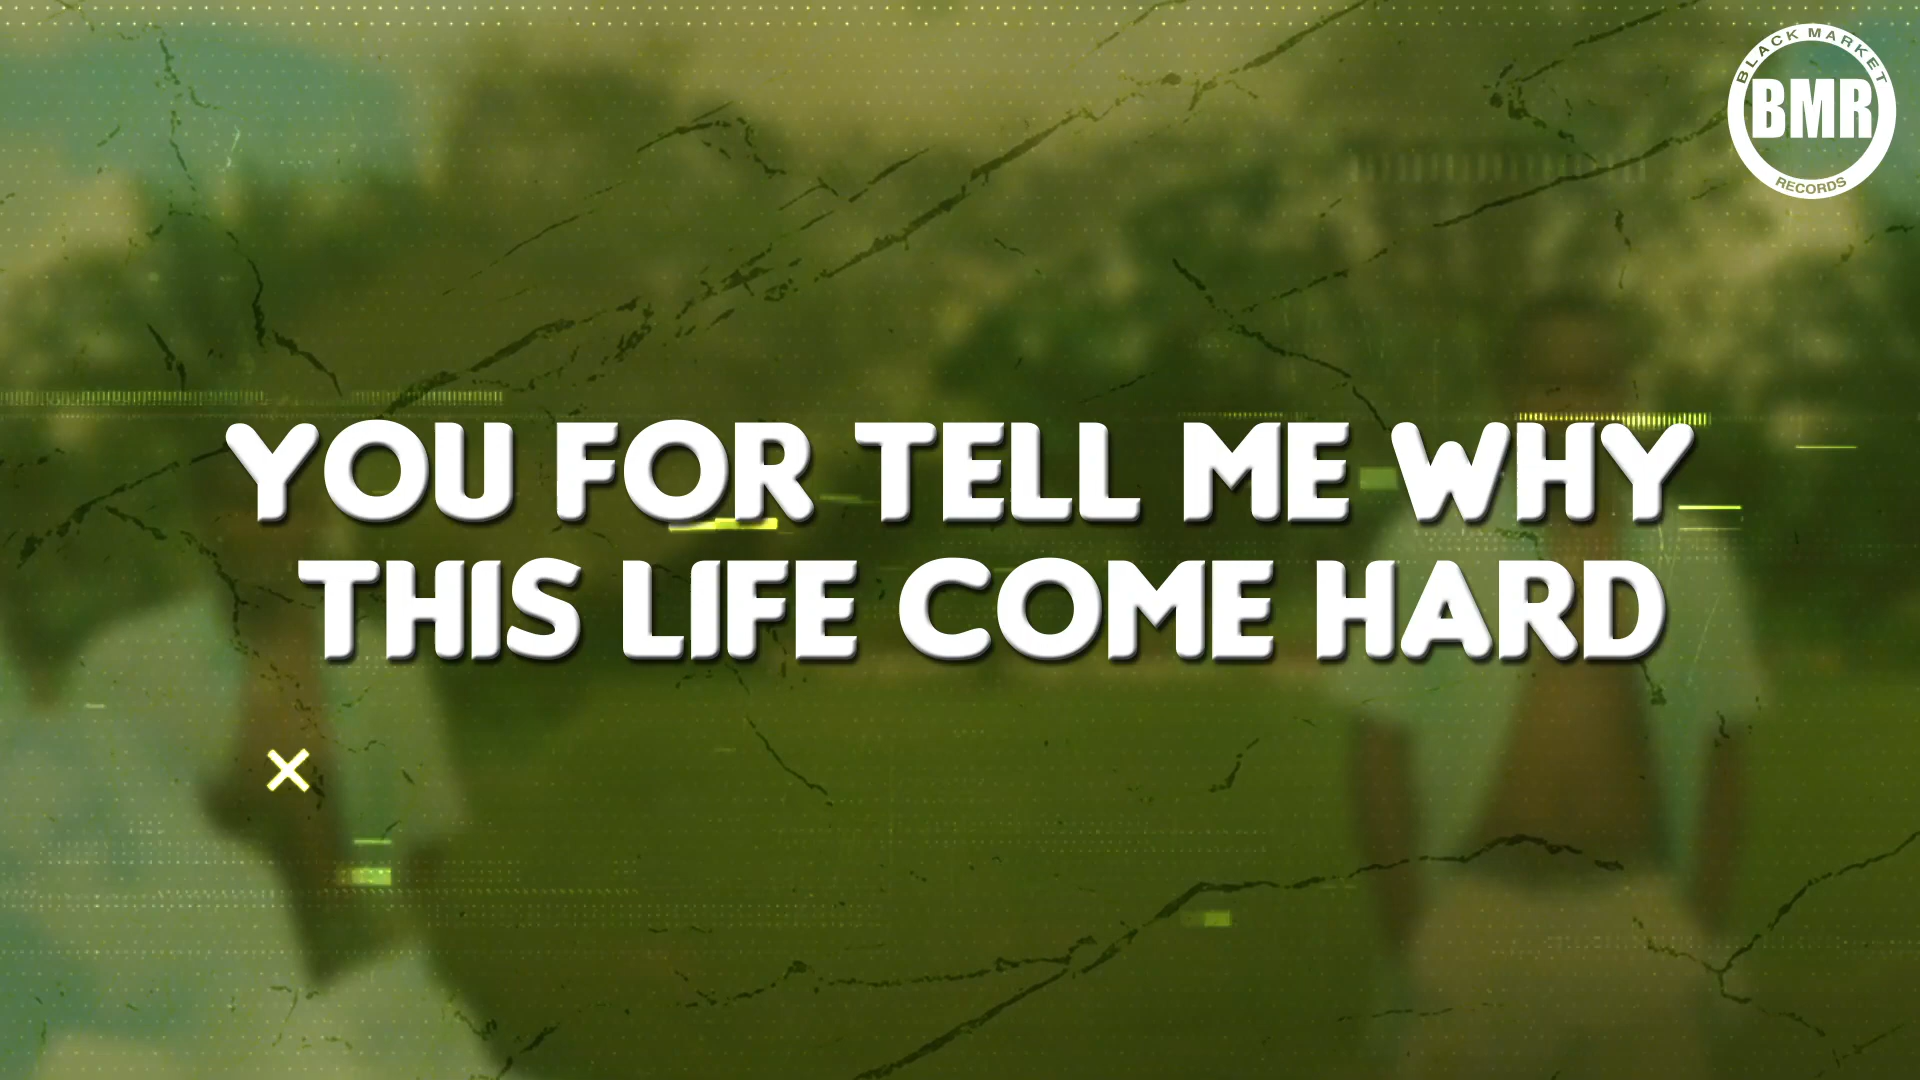 BLACK MARKET
BMR
RECORDS
YOU FOR TELL ME WHY
THIS LIFE COME HARD